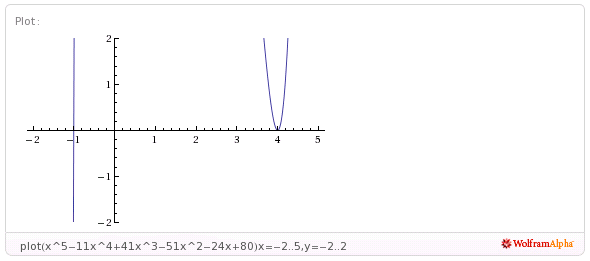 Plot:
2
1
−2 −1 1 2 3 4 5
−1
−2
plot(x^5−11x^4+41x^3−51x^2−24x+80)x=−2..5,y=−2..2 WolframAlpha